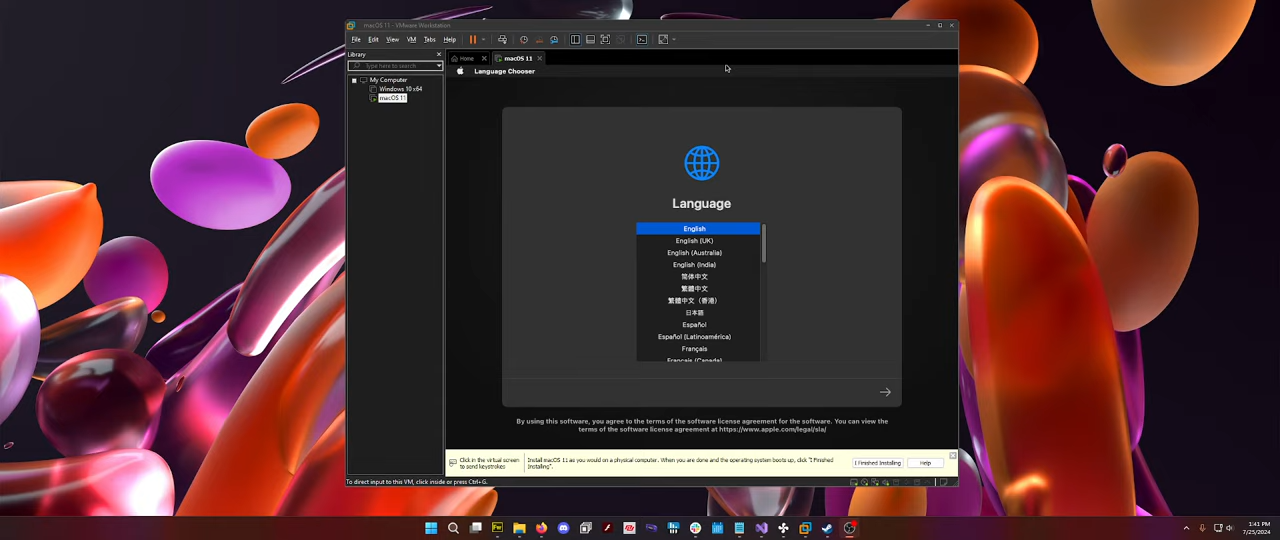 macOS 11 - VMware Workstation
File Edit View VM Tabs Help
Library
Type here to search
My Computer
Windows 10 x64
macOS 11
Home
macOS 11
Language Chooser
Language
English
English (UK)
English (Australia)
English (India)
简体中文
繁體中文
繁體中文（香港）
日本語
Español
Español (Latinoamérica)
Français
Français (Canada)
By using this software, you agree to the terms of the software license agreement for the software. You can view the
terms of the software license agreement at https://www.apple.com/legal/sla/
Click in the virtual screen
to send keystrokes
Install macOS 11 as you would on a physical computer. When you are done and the operating system boots up, click "I Finished
Installing".
I Finished Installing
Help
To direct input to this VM, click inside or press Ctrl+G.
Fw
1:41 PM
7/25/2024